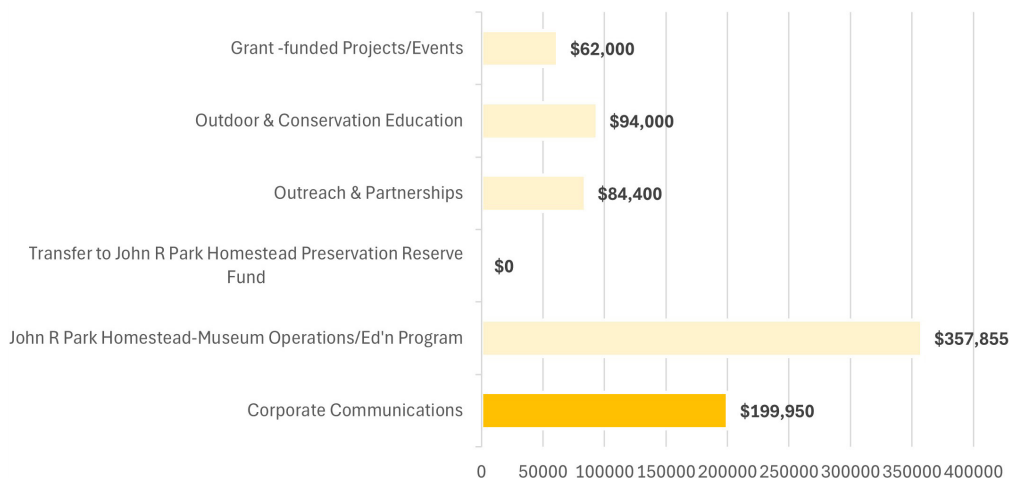 Grant -funded Projects/Events
$62,000
Outdoor & Conservation Education
$94,000
Outreach & Partnerships
$84,400
Transfer to John R Park Homestead Preservation Reserve
Fund
$0
John R Park Homestead-Museum Operations/Ed'n Program
$357,855
Corporate Communications
$199,950
0 50000 100000 150000 200000 250000 300000 350000 400000